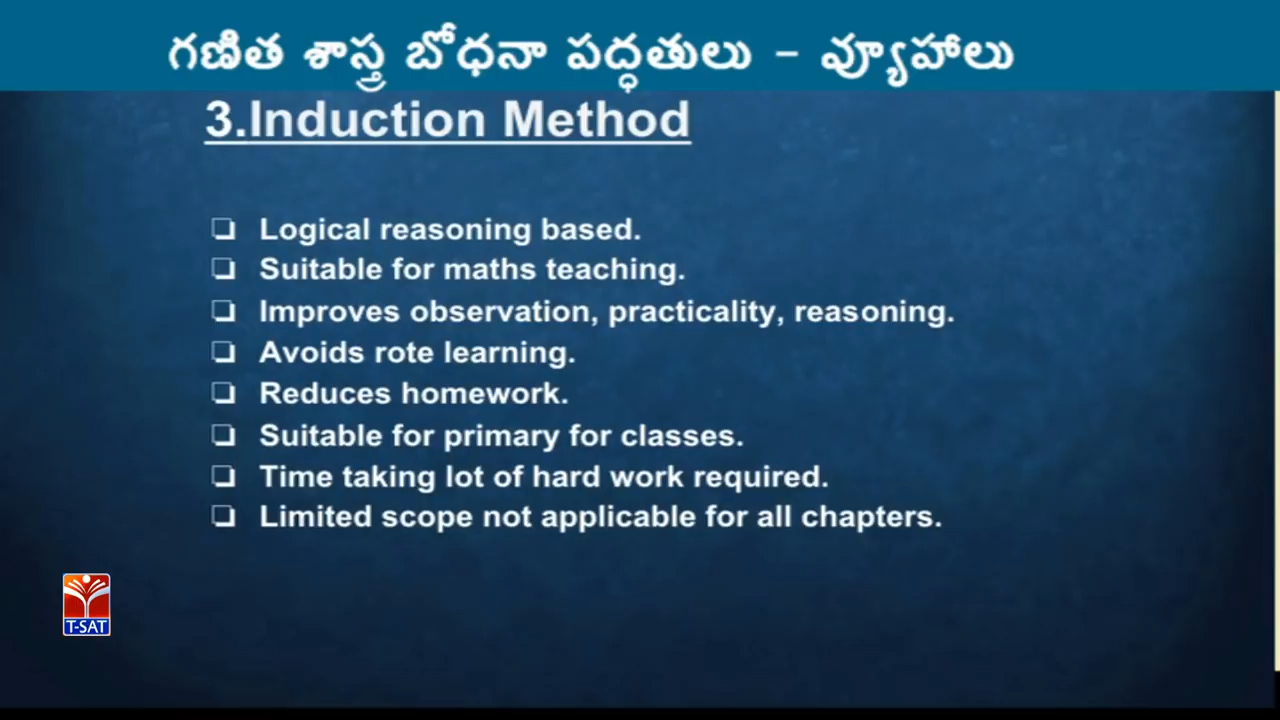 గణిత శాస్త్ర బోధనా పద్ధతులు - వ్యూహాలు
3.Induction Method
❑ Logical reasoning based.
❑ Suitable for maths teaching.
❑ Improves observation, practicality, reasoning.
❑ Avoids rote learning.
❑ Reduces homework.
❑ Suitable for primary for classes.
❑ Time taking lot of hard work required.
❑ Limited scope not applicable for all chapters.
T-SAT